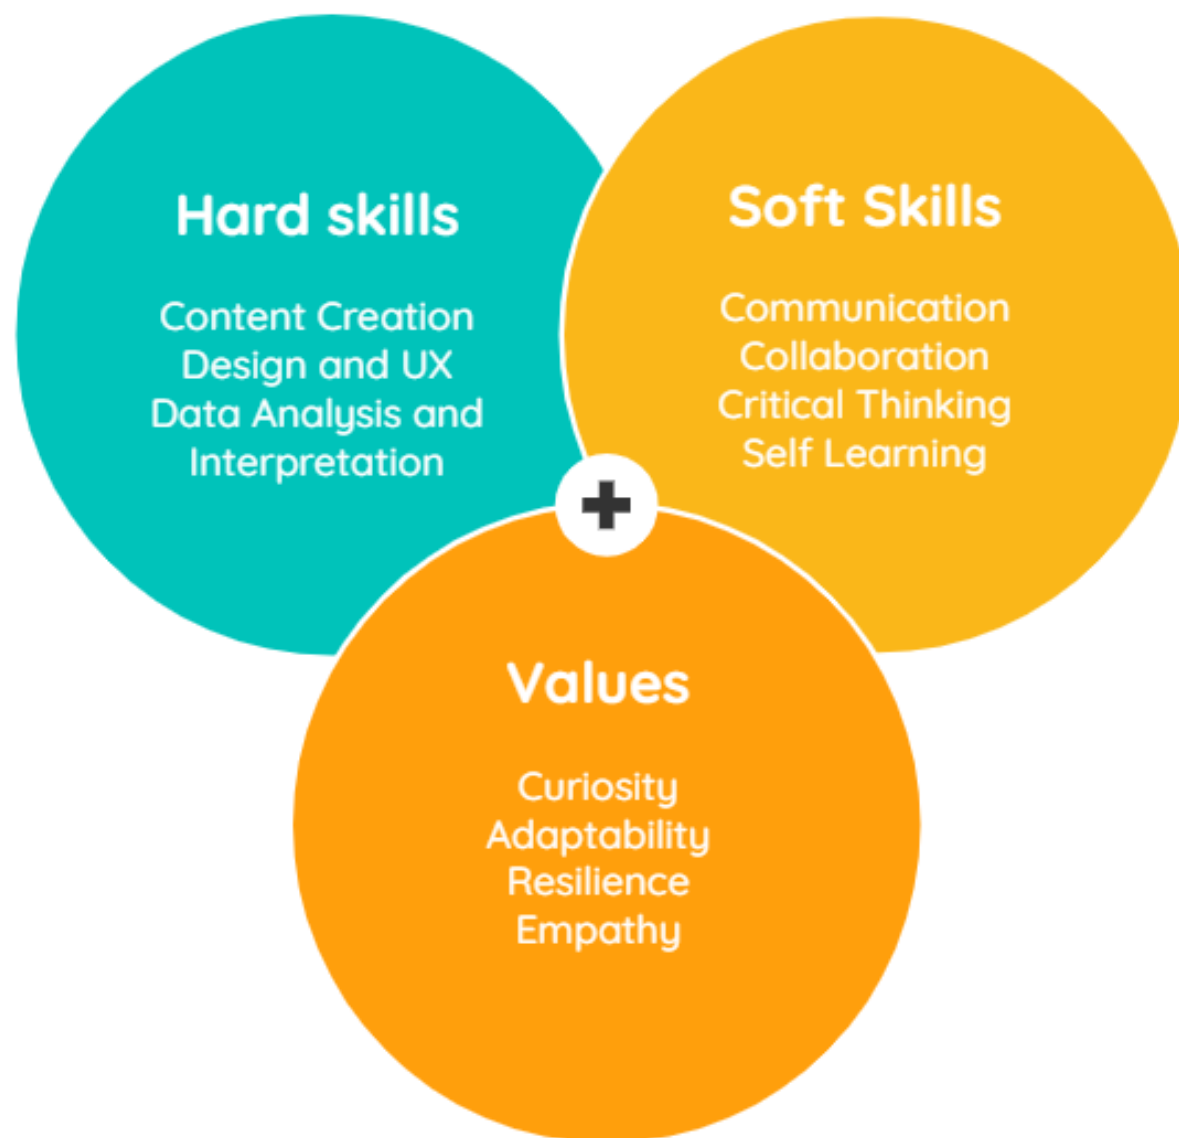 Hard skills
Content Creation
Design and UX
Data Analysis and
Interpretation
Soft Skills
Communication
Collaboration
Critical Thinking
Self Learning
Values
Curiosity
Adaptability
Resilience
Empathy